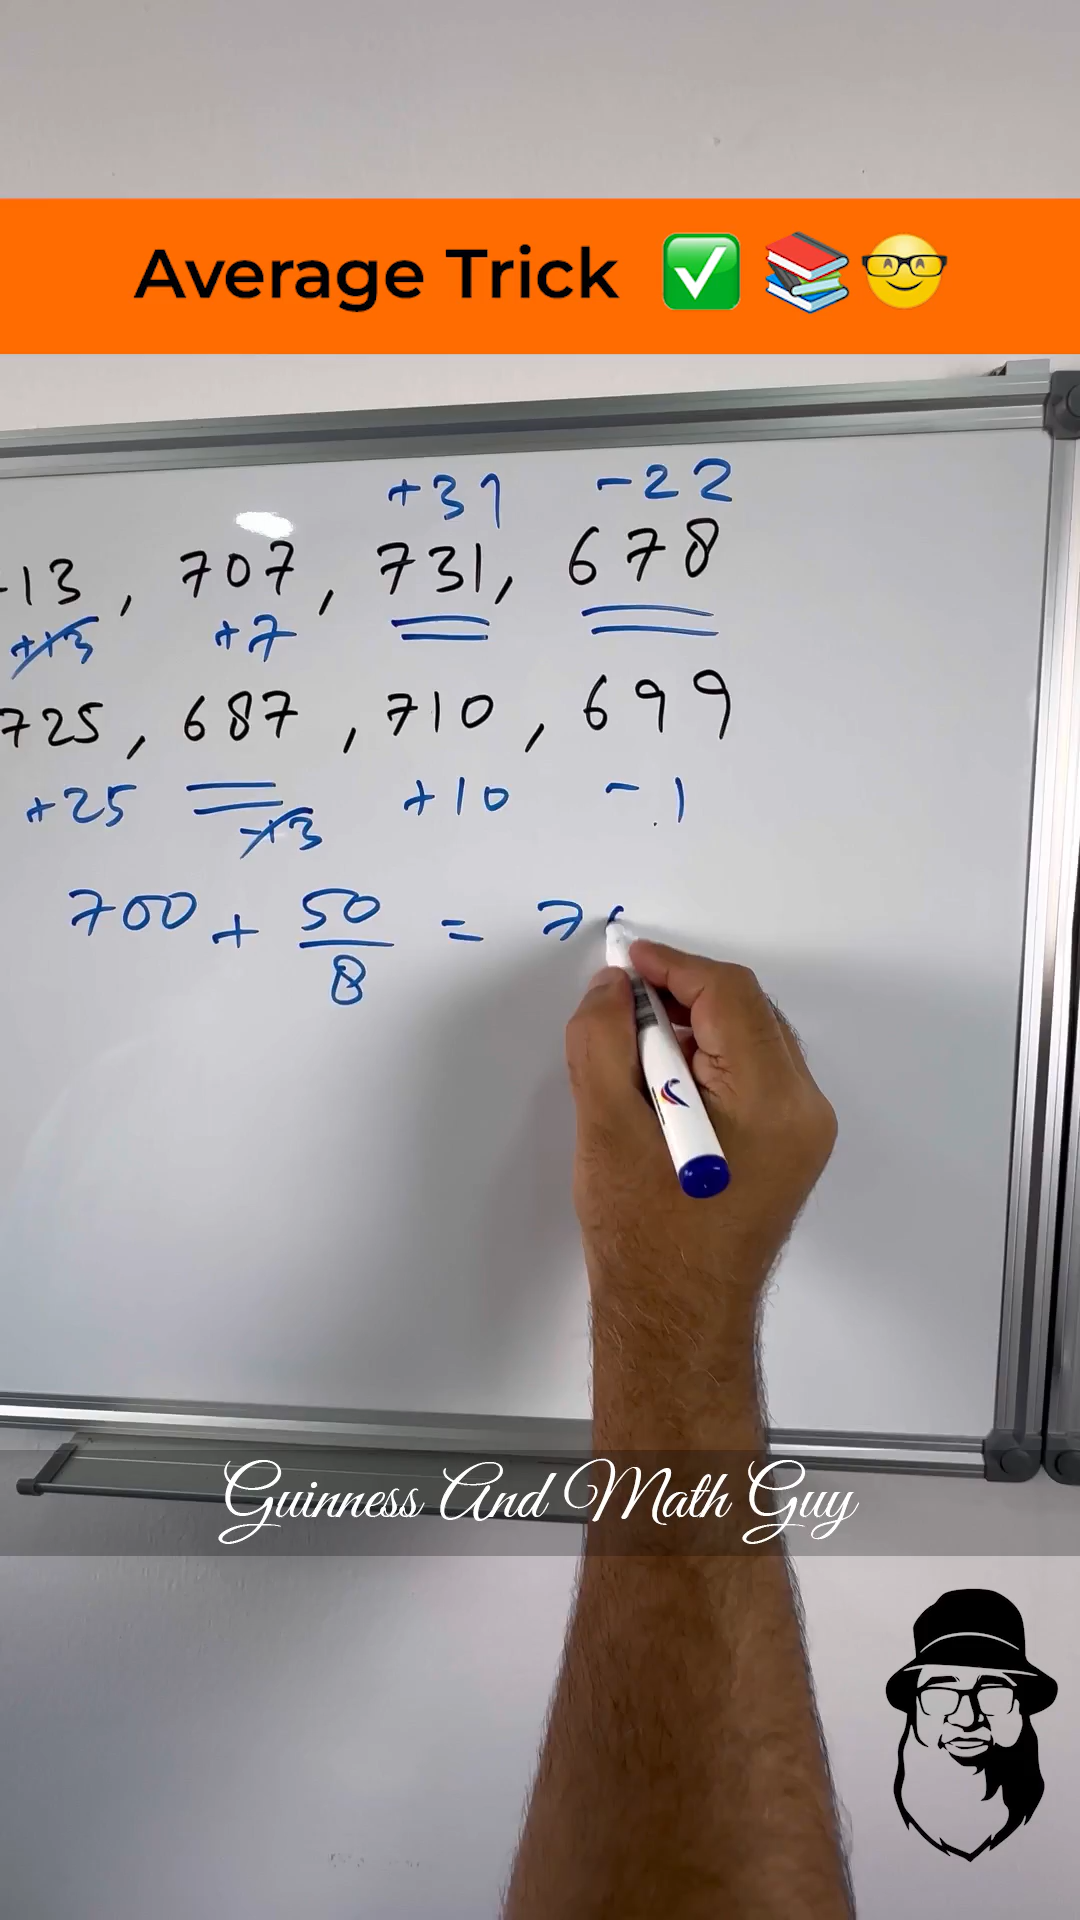 Average Trick
+31 -22
13, 707, 731, 678
+13 +7
725, 687, 710, 699
+25 -13 +10 -1
700 + 50/8 = 7
Guinness And Math Guy